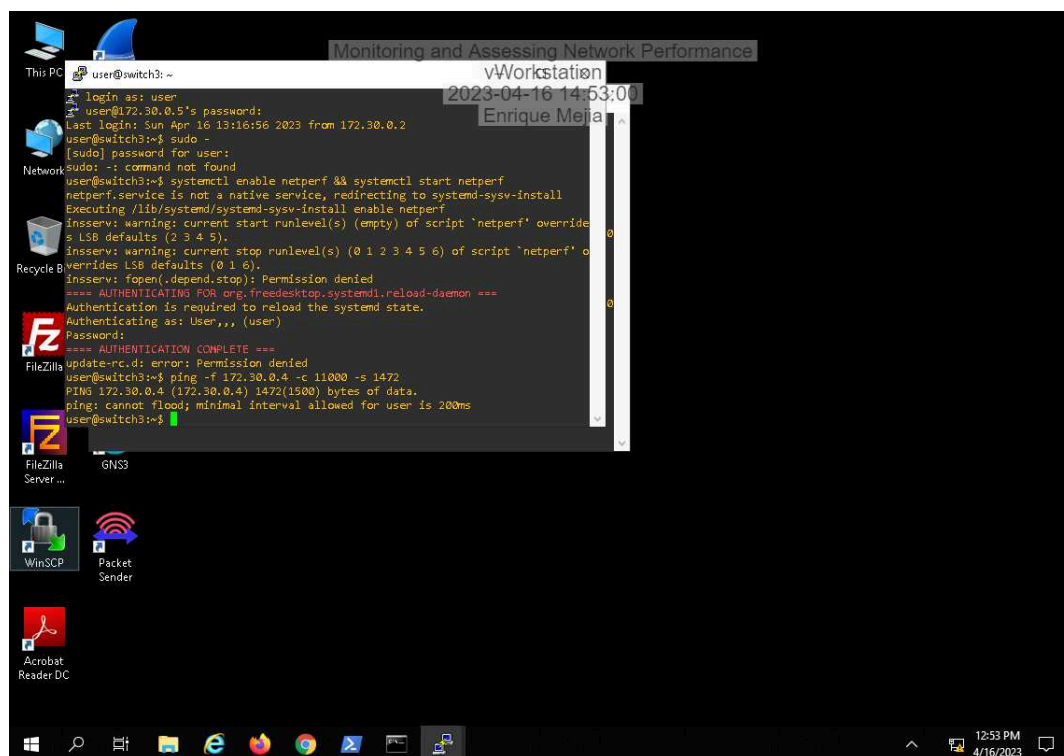 Monitoring and Assessing Network Performance
vWorkstation
2023-04-16 14:53:00
Enrique Mejia
This PC
user@switch3: ~
login as: user
user@172.30.0.5's password:
Last login: Sun Apr 16 13:16:56 2023 from 172.30.0.2
user@switch3:~$ sudo -
[sudo] password for user:
sudo: -: command not found
user@switch3:~$ systemctl enable netperf && systemctl start netperf
netperf.service is not a native service, redirecting to systemd-sysv-install
Executing /lib/systemd/systemd-sysv-install enable netperf
insserv: warning: current start runlevel(s) (empty) of script `netperf' override
s LSB defaults (2 3 4 5).
insserv: warning: current stop runlevel(s) (0 1 2 3 4 5 6) of script `netperf' o
verrides LSB defaults (0 1 6).
insserv: fopen(.depend.stop): Permission denied
==== AUTHENTICATING FOR org.freedesktop.systemd1.reload-daemon ===
Authentication is required to reload the systemd state.
Authenticating as: User,,, (user)
Password:
==== AUTHENTICATION COMPLETE ===
update-rc.d: error: Permission denied
user@switch3:~$ ping -f 172.30.0.4 -c 11000 -s 1472
PING 172.30.0.4 (172.30.0.4) 1472(1500) bytes of data.
ping: cannot flood; minimal interval allowed for user is 200ms
user@switch3:~$
Network
Recycle Bi
FileZilla
FileZilla
Server ...
GNS3
WinSCP
Packet
Sender
Acrobat
Reader DC
12:53 PM
4/16/2023